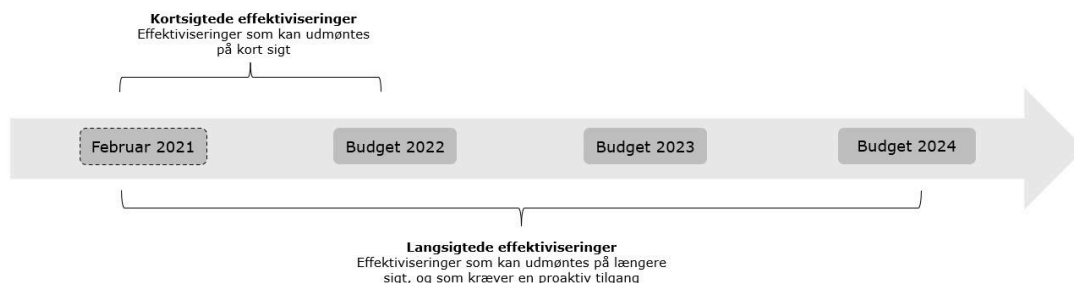 Kortsigtede effektiviseringer
Effektiviseringer som kan udmøntes
på kort sigt
Februar 2021
Budget 2022
Budget 2023
Budget 2024
Langsigtede effektiviseringer
Effektiviseringer som kan udmøntes på længere
sigt, og som kræver en proaktiv tilgang